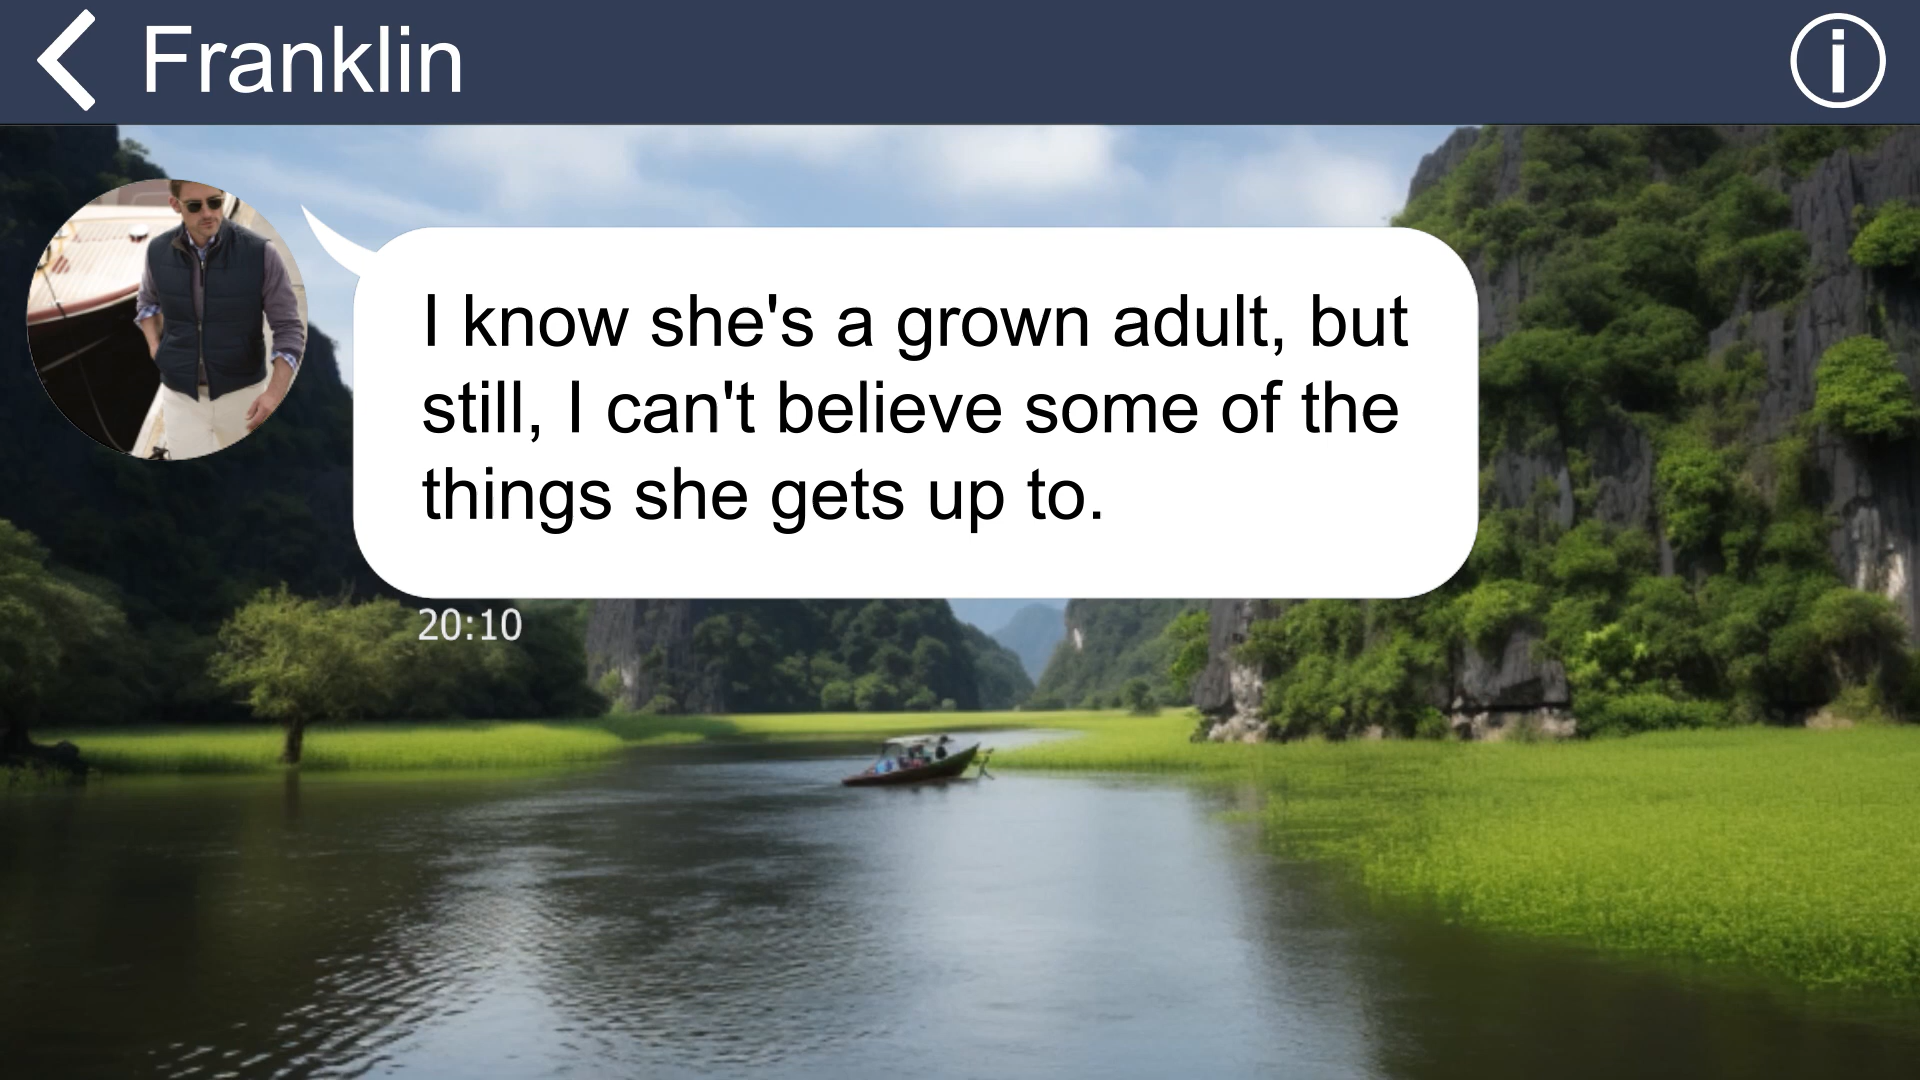 Franklin
I know she's a grown adult, but
still, I can't believe some of the
things she gets up to.
20:10